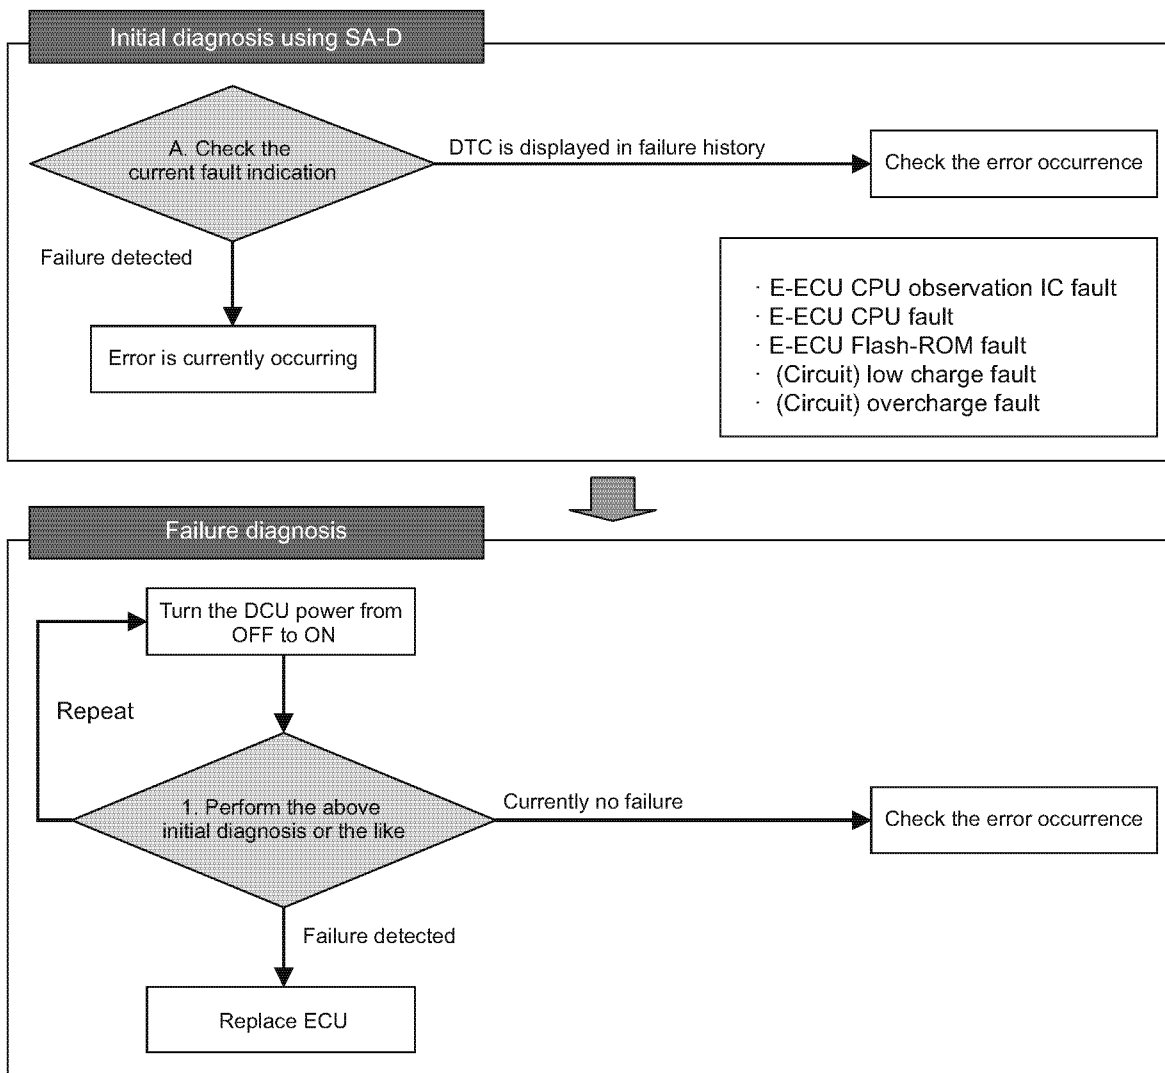 Initial diagnosis using SA-D
A. Check the
current fault indication
DTC is displayed in failure history
Check the error occurrence
Failure detected
Error is currently occurring
· E-ECU CPU observation IC fault
· E-ECU CPU fault
· E-ECU Flash-ROM fault
· (Circuit) low charge fault
· (Circuit) overcharge fault
Failure diagnosis
Turn the DCU power from
OFF to ON
Repeat
1. Perform the above
initial diagnosis or the like
Currently no failure
Check the error occurrence
Failure detected
Replace ECU